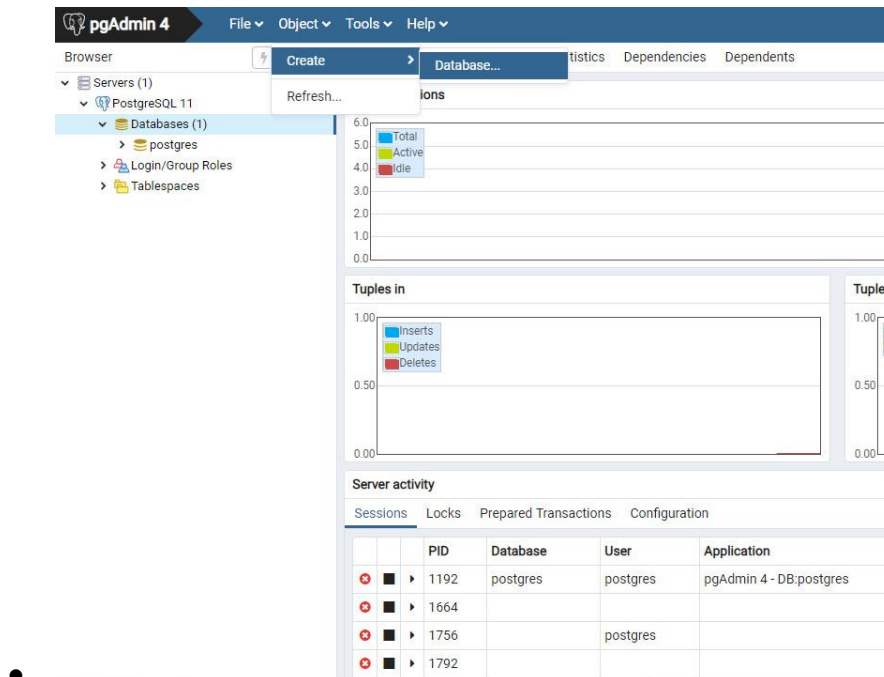 pgAdmin 4 File Object Tools Help
Browser
Create
Database...
tistics Dependencies Dependents
Refresh...
ions
Servers (1)
PostgreSQL 11
Databases (1)
postgres
Login/Group Roles
Tablespaces
6.0
5.0
4.0
3.0
2.0
1.0
0.0
Total
Active
Idle
Tuples in
Tuple
1.00
0.50
0.00
Inserts
Updates
Deletes
1.00
0.50
0.00
Server activity
Sessions Locks Prepared Transactions Configuration
PID Database User Application
1192 postgres postgres pgAdmin 4 - DB:postgres
1664
1756 postgres
1792